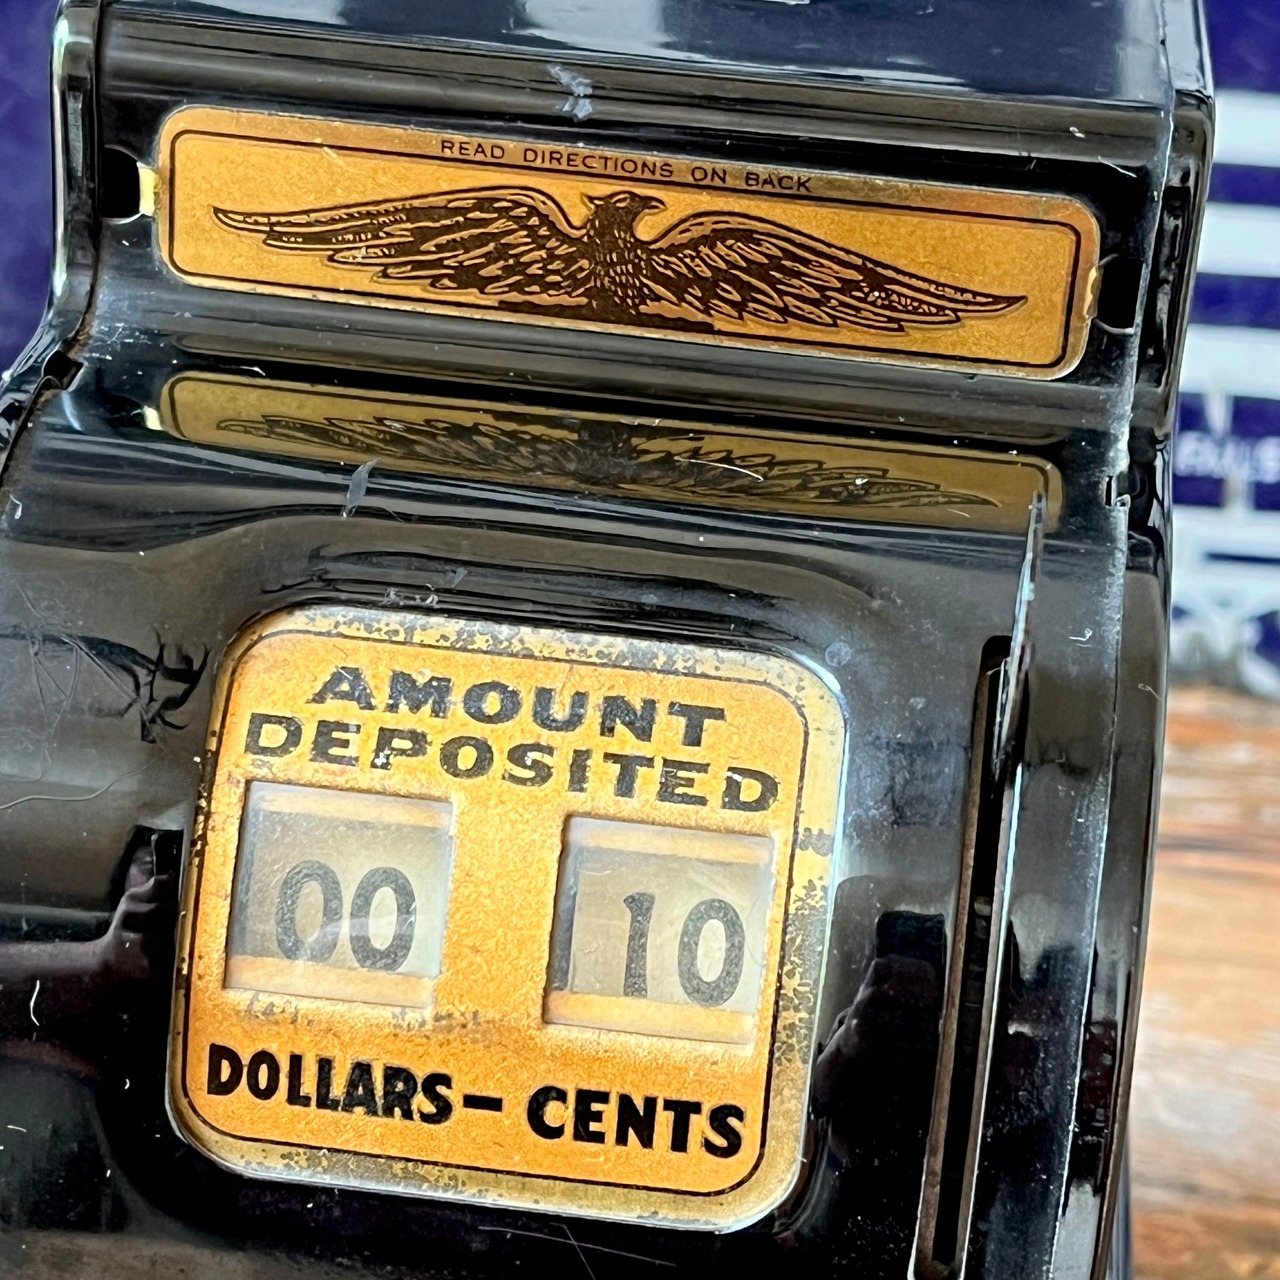 READ DIRECTIONS ON BACK
AMOUNT
DEPOSITED
00 10
DOLLARS – CENTS